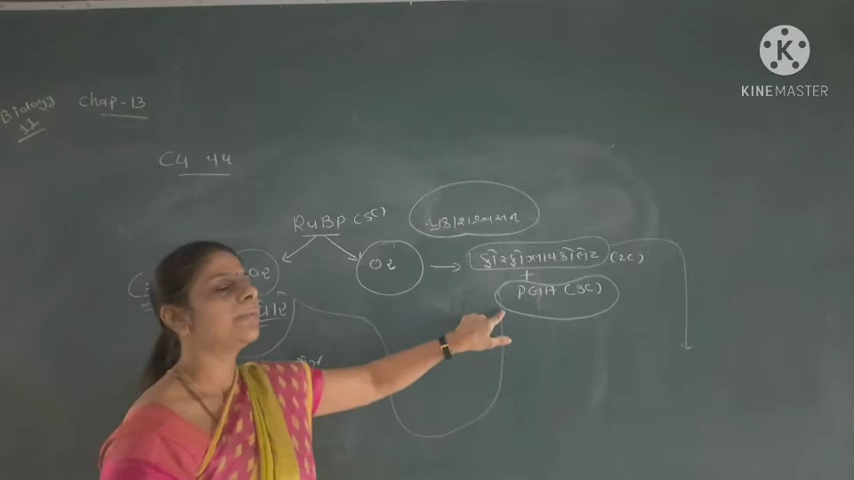 KINEMASTER
Biology Chap-13
11
C4 પથ
RuBP (5C)
પ્રકાશશ્વસન
O2 → ફોસ્ફોગ્લાયકોલેટ (2C)
+
PGA (3C)